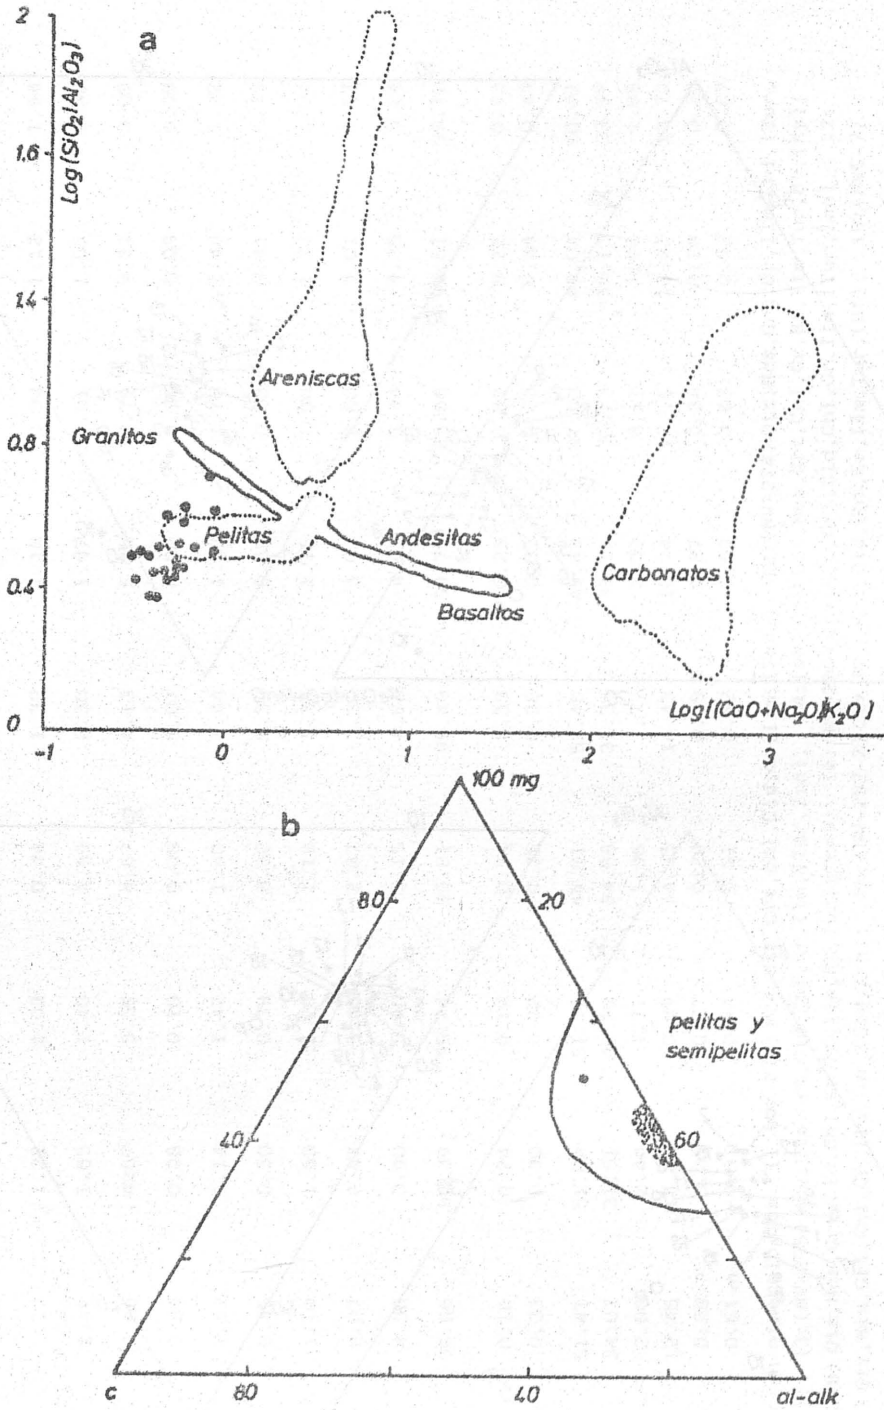 2
a
Log(SiO₂/Al₂O₃)
1.6
1.4
Areniscas
Granitos
0.8
Pelitas
Andesitas
Carbonatos
0.4
Basaltos
0
Log[(CaO+Na₂O)/K₂O]
-1 0 1 2 3
100 mg
b
80 20
pelitas y
semipelitas
40 60
c 80 40 al-alk